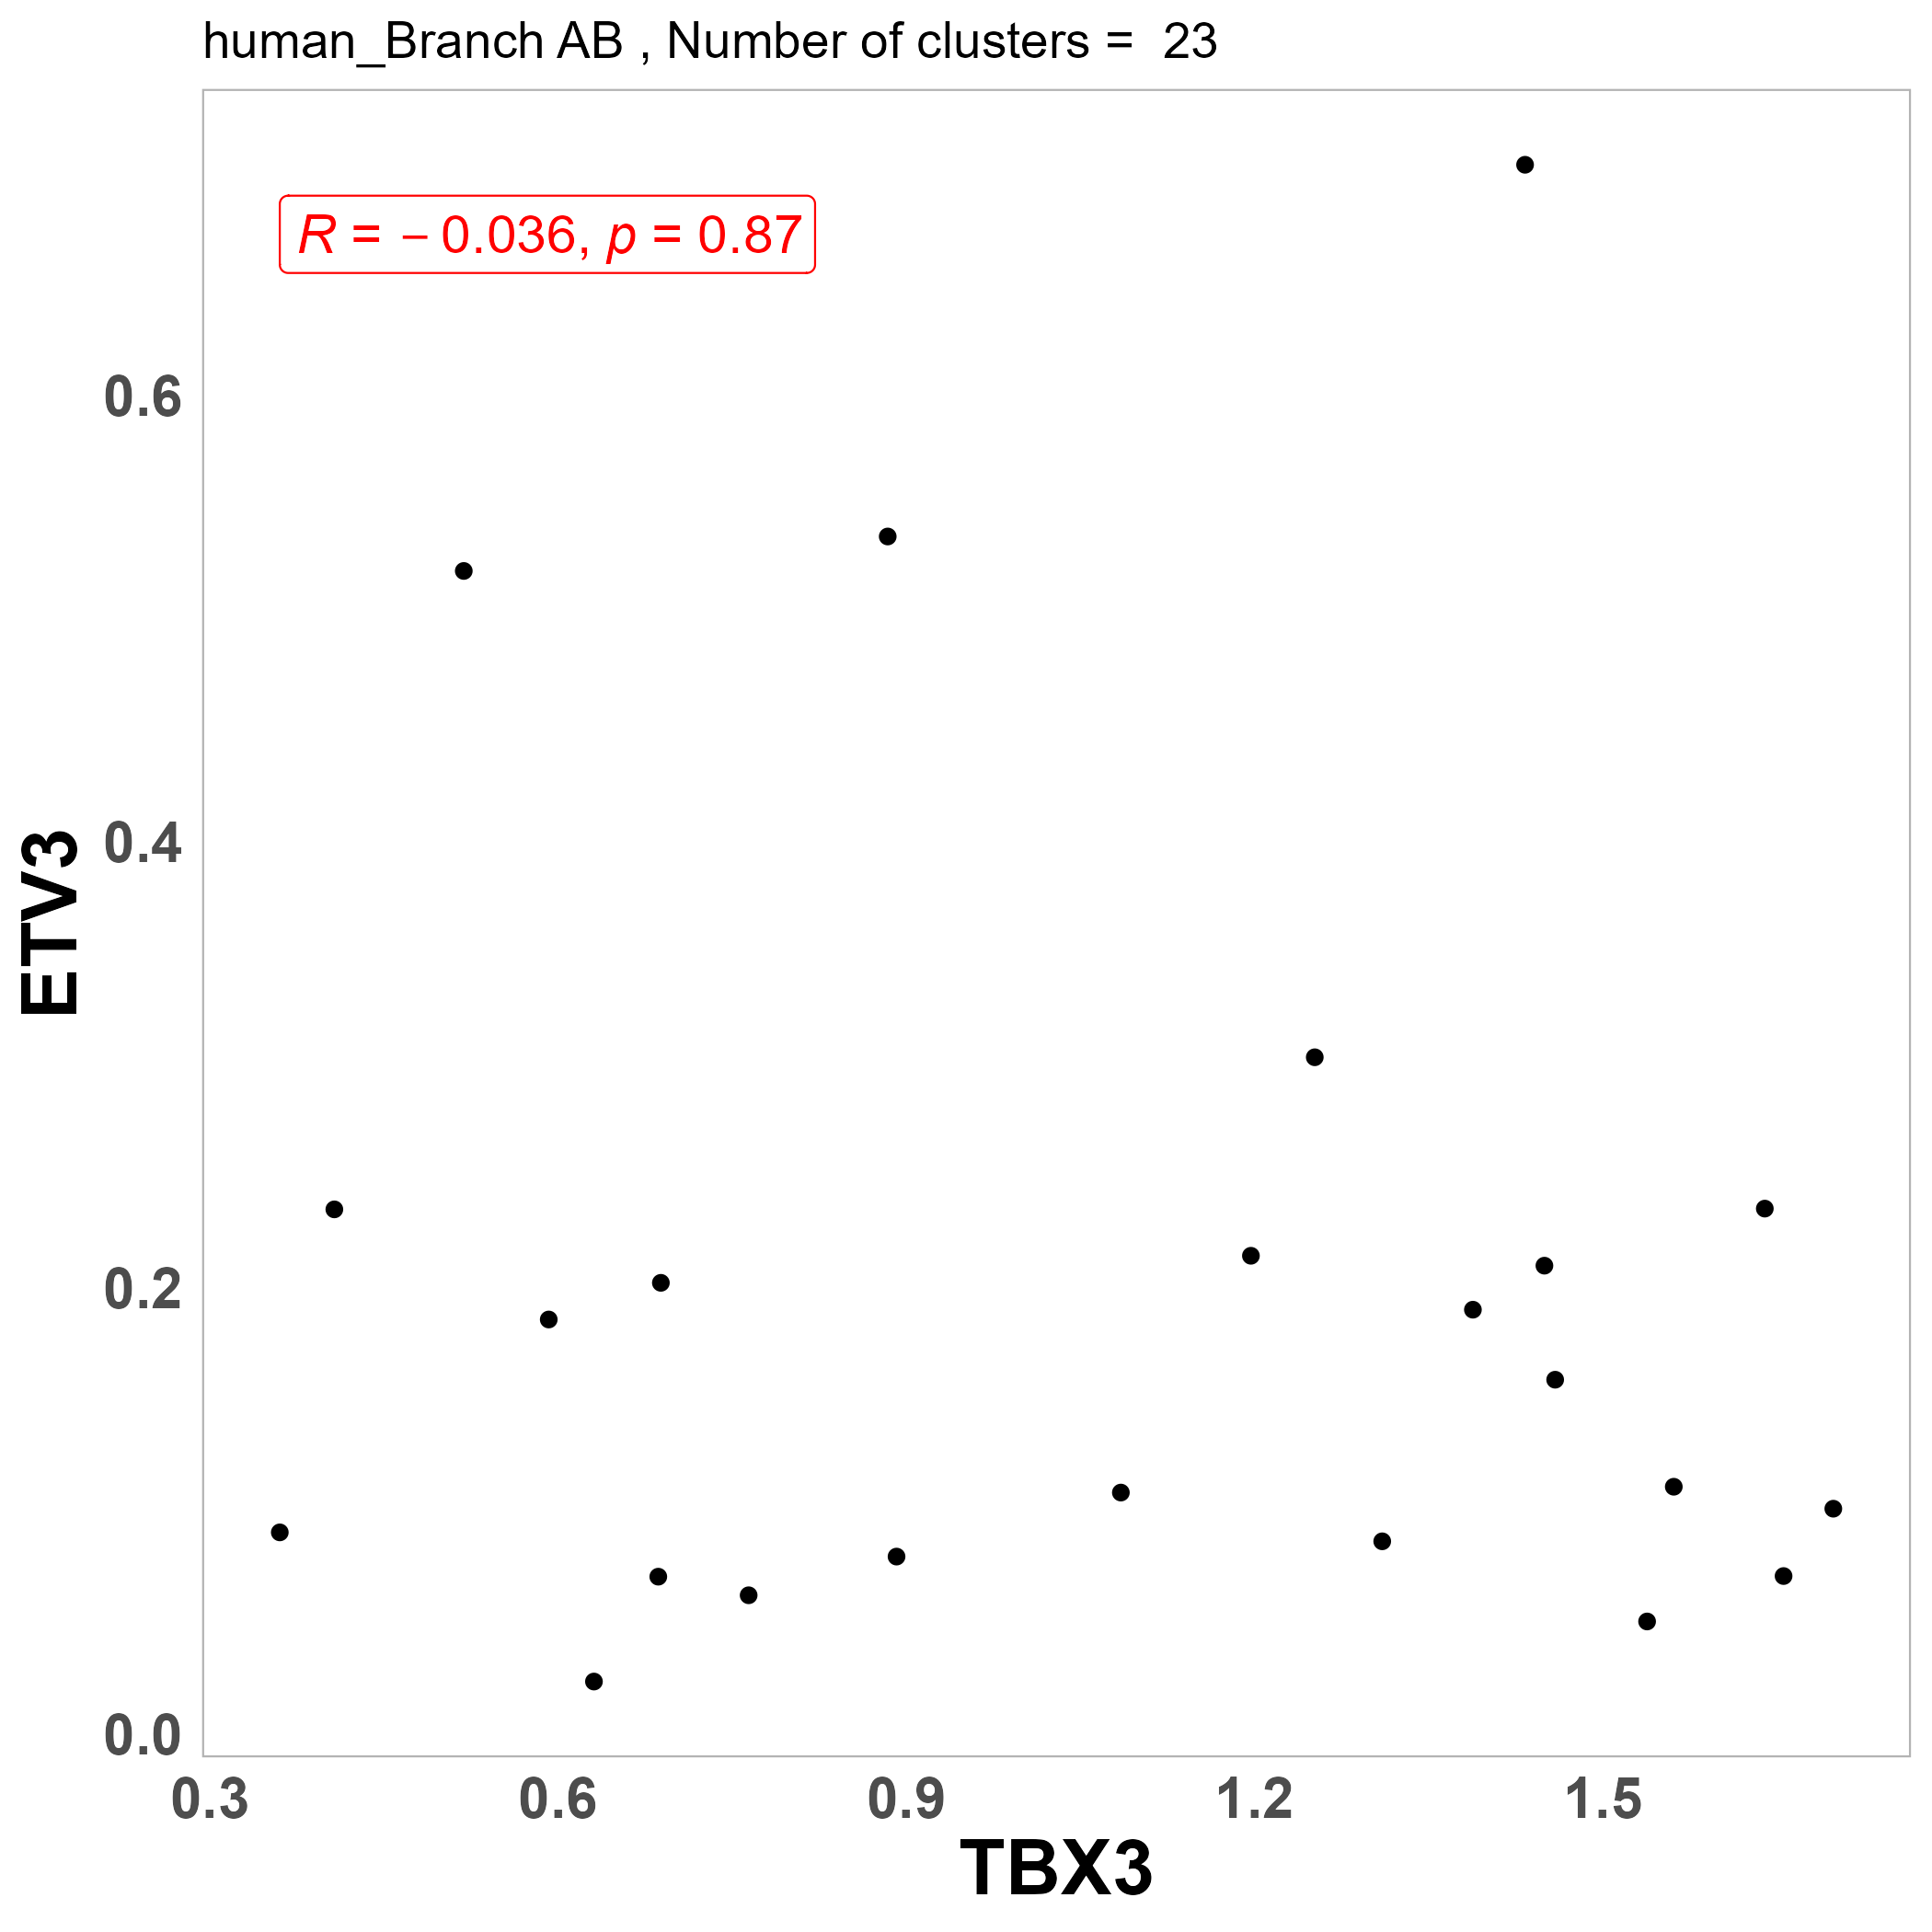 human_Branch AB , Number of clusters =  23
R = − 0.036, p = 0.87
0.6
0.4
0.2
0.0
ETV3
0.3 0.6 0.9 1.2 1.5
TBX3